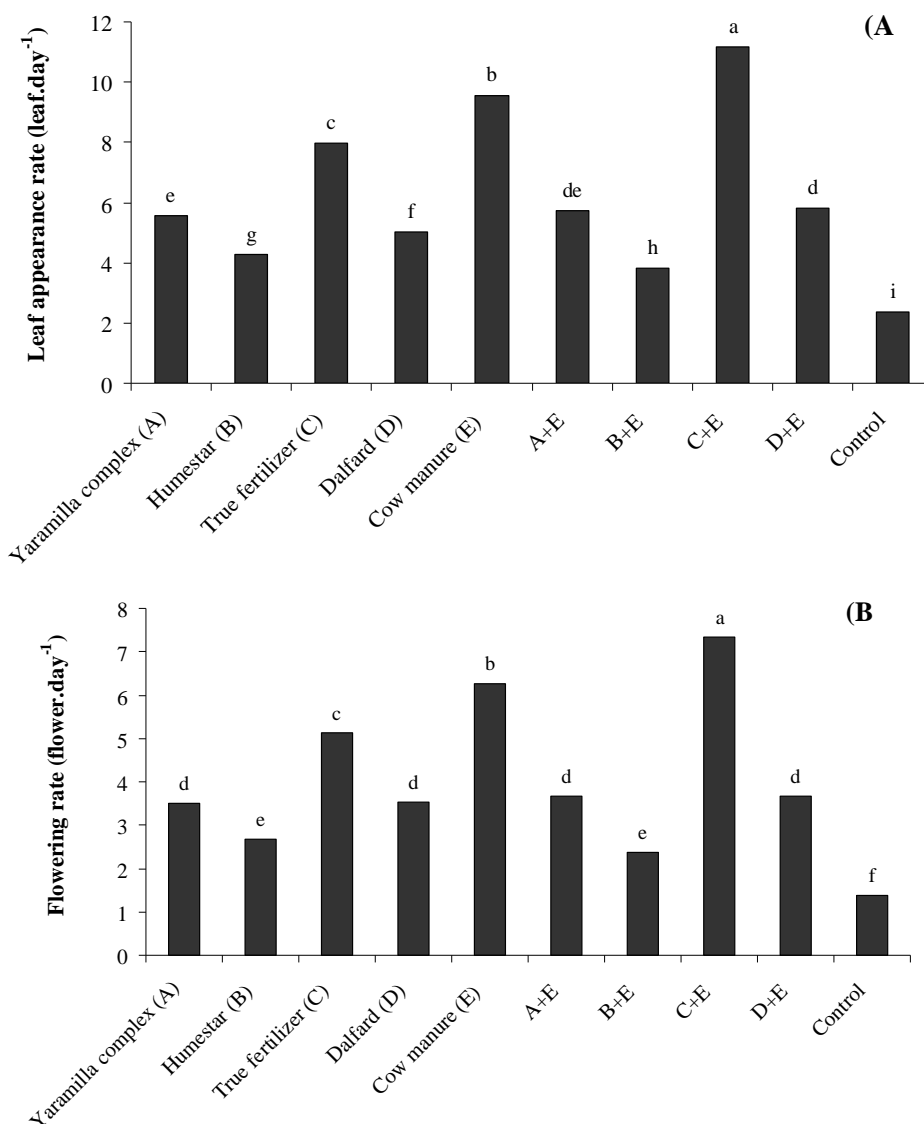 (A
Leaf appearance rate (leaf.day-1)
12
10
8
6
4
2
0
e
g
c
f
b
de
h
a
d
i
Yaramilla complex (A)
Humestar (B)
True fertilizer (C)
Dalfard (D)
Cow manure (E)
A+E
B+E
C+E
D+E
Control
(B
Flowering rate (flower.day-1)
8
7
6
5
4
3
2
1
0
d
e
c
d
b
d
e
a
d
f
Yaramilla complex (A)
Humestar (B)
True fertilizer (C)
Dalfard (D)
Cow manure (E)
A+E
B+E
C+E
D+E
Control